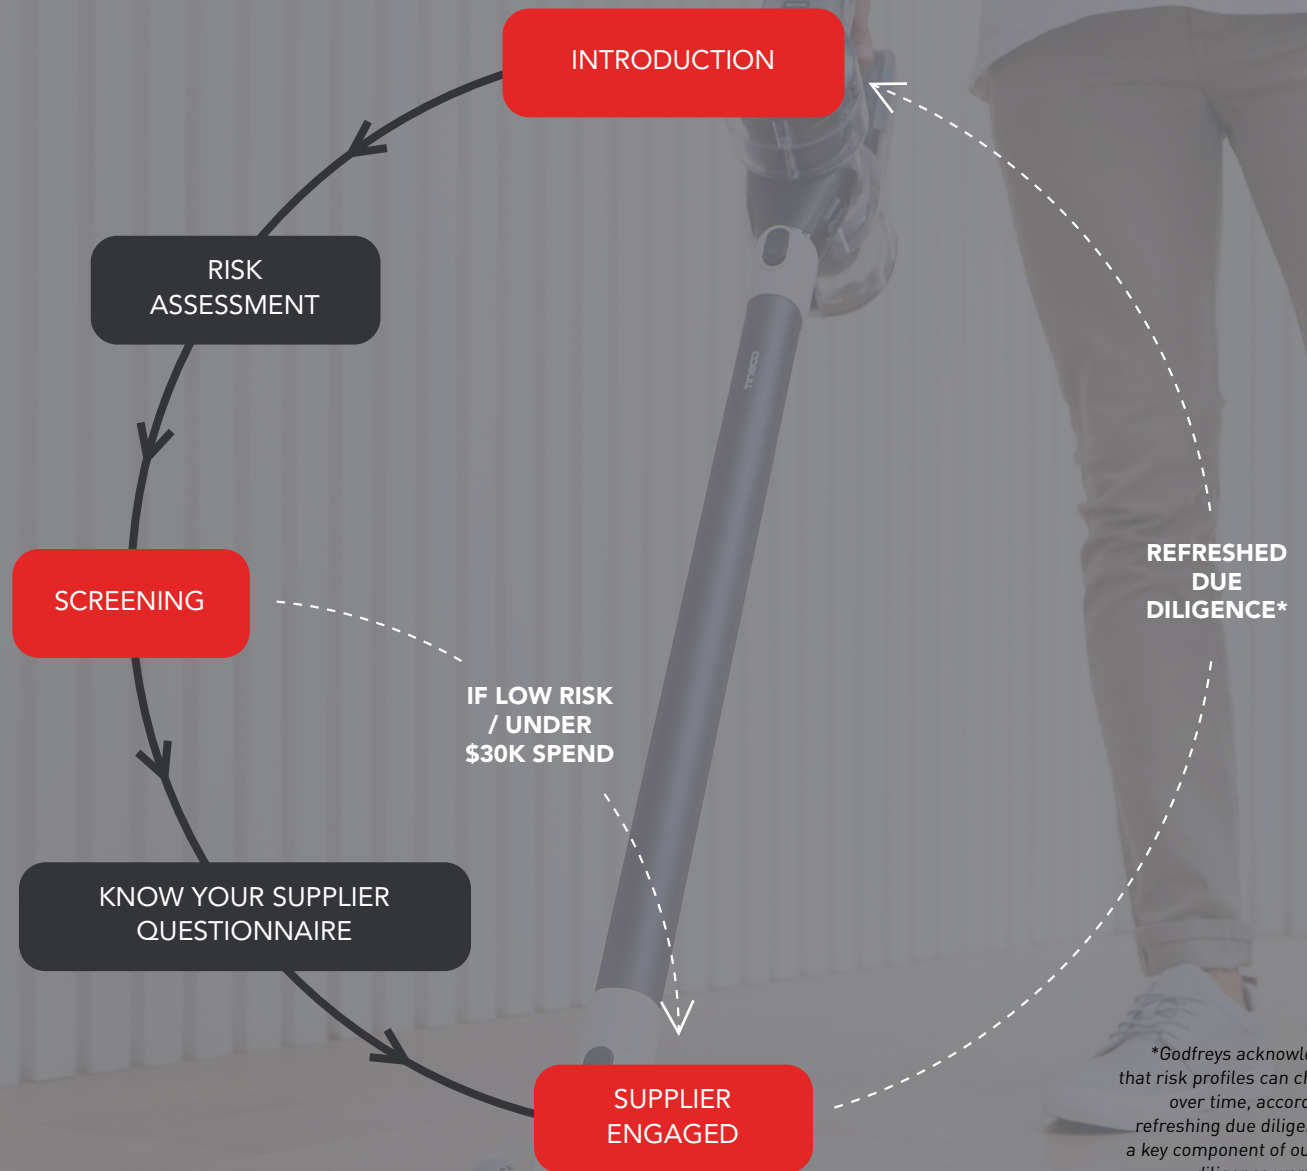 INTRODUCTION
RISK
ASSESSMENT
SCREENING
REFRESHED
DUE
DILIGENCE*
IF LOW RISK
/ UNDER
$30K SPEND
KNOW YOUR SUPPLIER
QUESTIONNAIRE
SUPPLIER
ENGAGED
*Godfreys
that risk profiles can
over time,
refreshing due
a key component of
TINECO